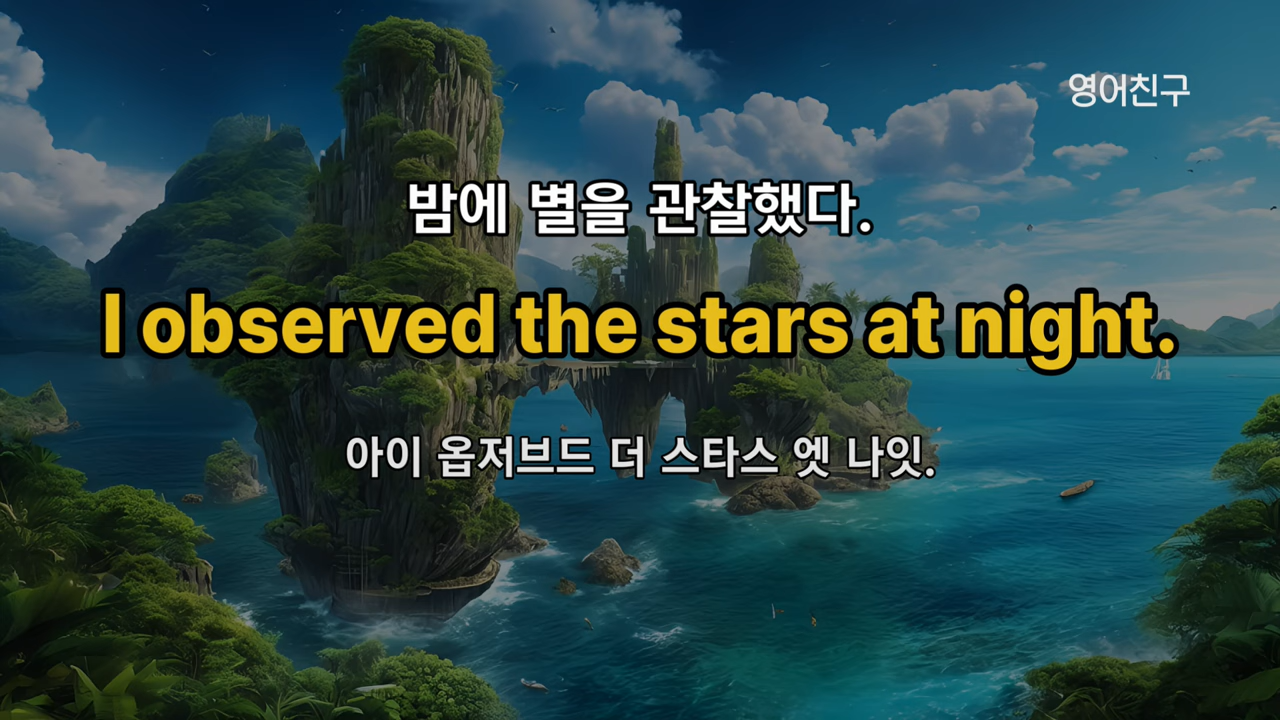 영어친구
밤에 별을 관찰했다.
I observed the stars at night.
아이 옵저브드 더 스타스 엣 나잇.